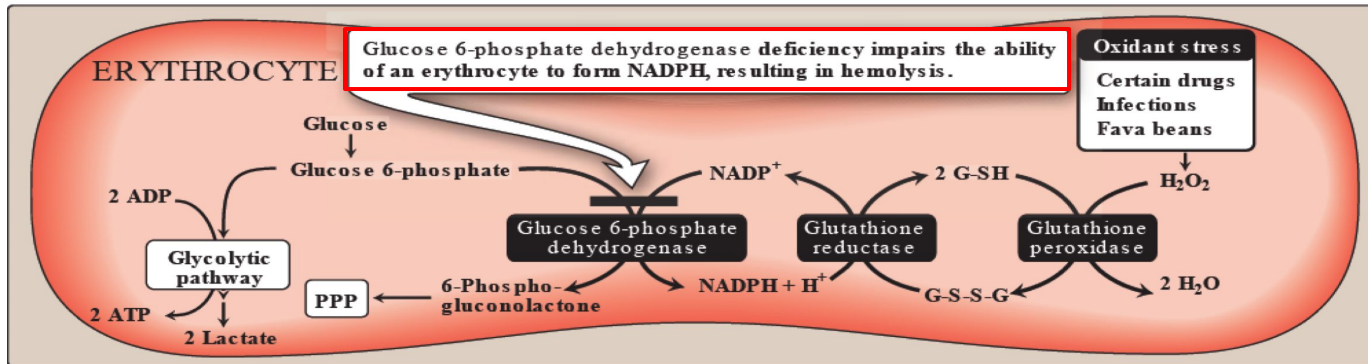 ERYTHROCYTE
Glucose 6-phosphate dehydrogenase deficiency impairs the ability
of an erythrocyte to form NADPH, resulting in hemolysis.
Oxidant stress
Certain drugs
Infections
Fava beans
Glucose
Glucose 6-phosphate
NADP+
2 G-SH
H2O2
2 ADP
Glycolytic
pathway
Glucose 6-phosphate
dehydrogenase
Glutathione
reductase
Glutathione
peroxidase
2 ATP
2 Lactate
PPP
6-Phospho-
gluconolactone
NADPH + H+
G-S-S-G
2 H2O